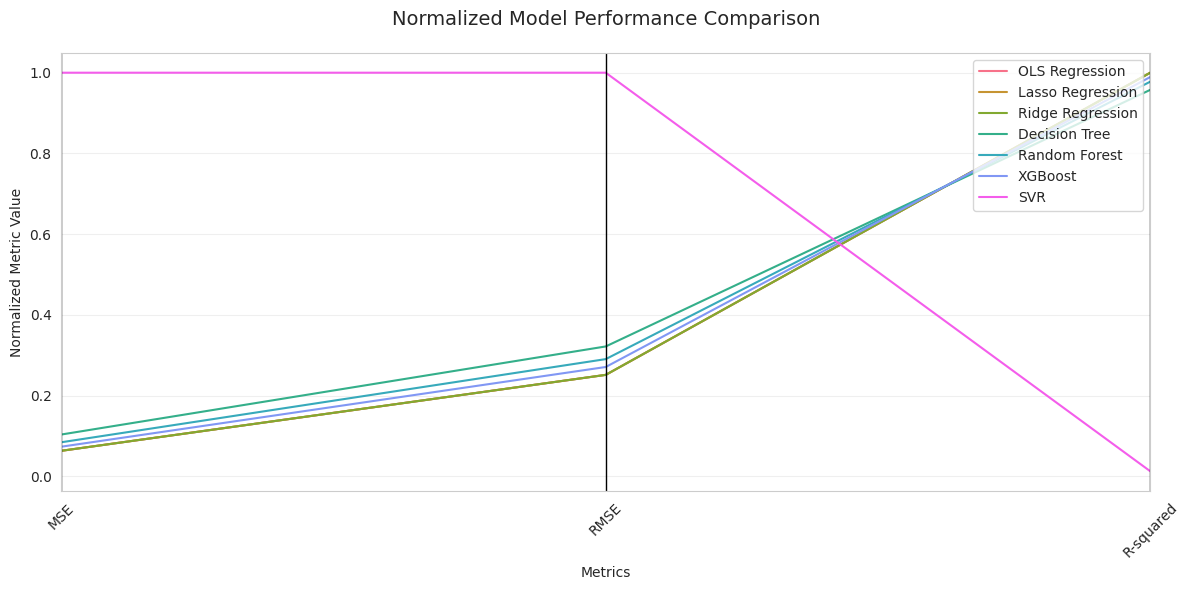 Normalized Model Performance Comparison
OLS Regression
Lasso Regression
Ridge Regression
Decision Tree
Random Forest
XGBoost
SVR
1.0
0.8
0.6
0.4
0.2
0.0
Normalized Metric Value
MSE
RMSE
R-squared
Metrics